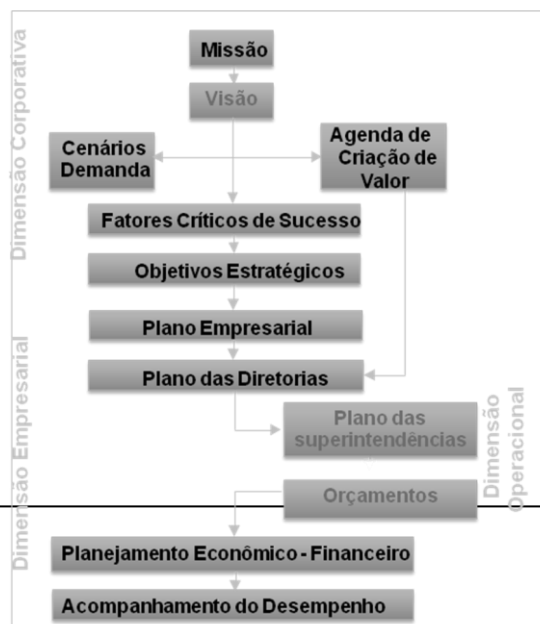 Dimensão Corporativa
Missão
Visão
Cenários
Demanda
Agenda de
Criação de
Valor
Fatores Críticos de Sucesso
Objetivos Estratégicos
Plano Empresarial
Plano das Diretorias
Dimensão Empresarial
Plano das
superintendências
Dimensão
Operacional
Orçamentos
Planejamento Econômico - Financeiro
Acompanhamento do Desempenho